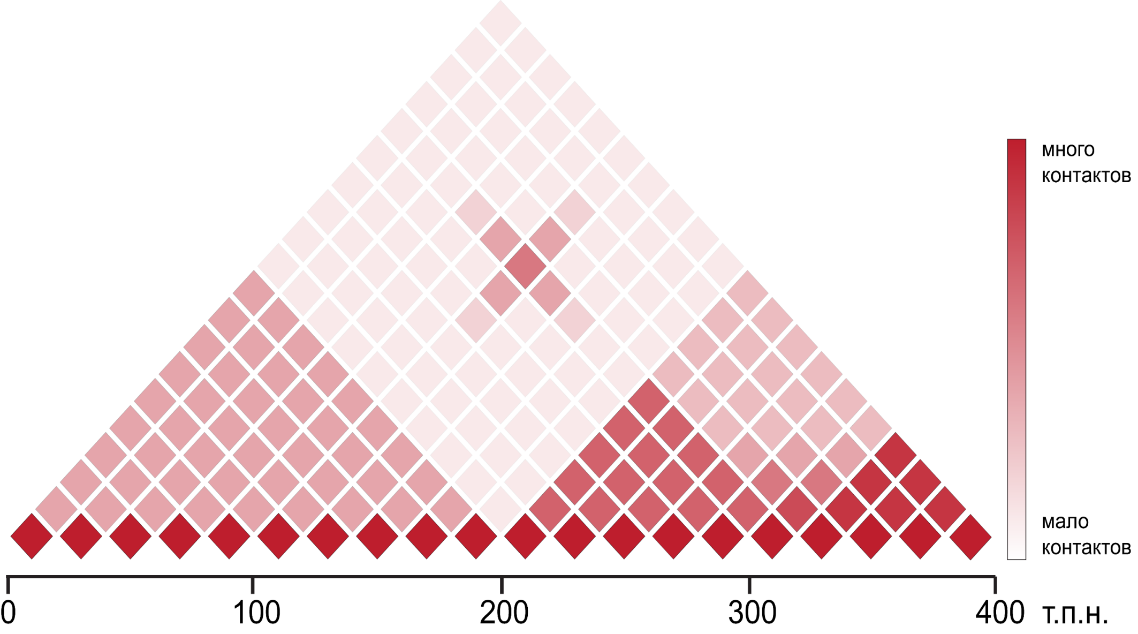 много
контактов
мало
контактов
0 100 200 300 400 т.п.н.